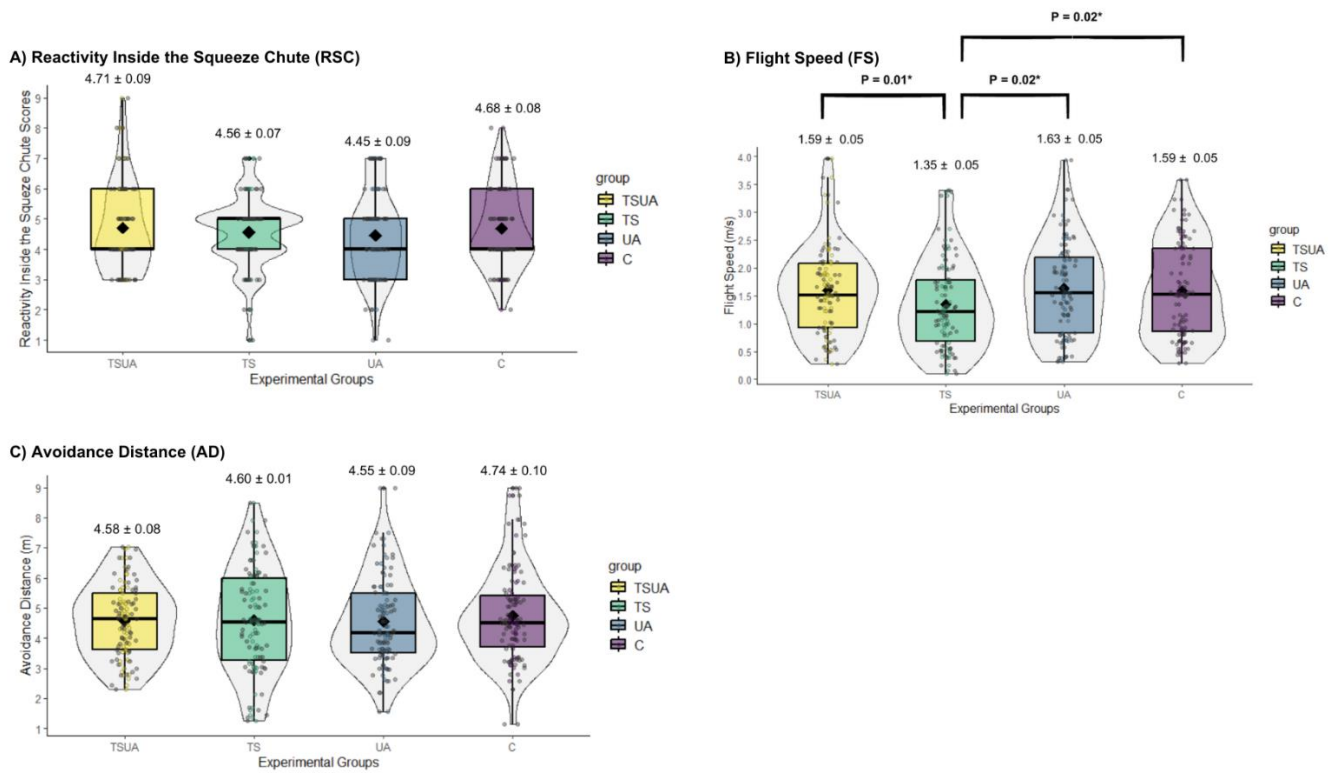 A) Reactivity Inside the Squeeze Chute (RSC)
4.71 ± 0.09
4.56 ± 0.07
4.45 ± 0.09
4.68 ± 0.08
Reactivity Inside the Squeeze Chute Scores
9
8
7
6
5
4
3
2
1
TSUA
TS
UA
C
Experimental Groups
group
TSUA
TS
UA
C
B) Flight Speed (FS)
P = 0.02*
P = 0.01*
P = 0.02*
1.59 ± 0.05
1.35 ± 0.05
1.63 ± 0.05
1.59 ± 0.05
Flight Speed (m/s)
4.0
3.5
3.0
2.5
2.0
1.5
1.0
0.5
0.0
TSUA
TS
UA
C
Experimental Groups
group
TSUA
TS
UA
C
C) Avoidance Distance (AD)
4.58 ± 0.08
4.60 ± 0.01
4.55 ± 0.09
4.74 ± 0.10
Avoidance Distance (m)
9
8
7
6
5
4
3
2
1
TSUA
TS
UA
C
Experimental Groups
group
TSUA
TS
UA
C